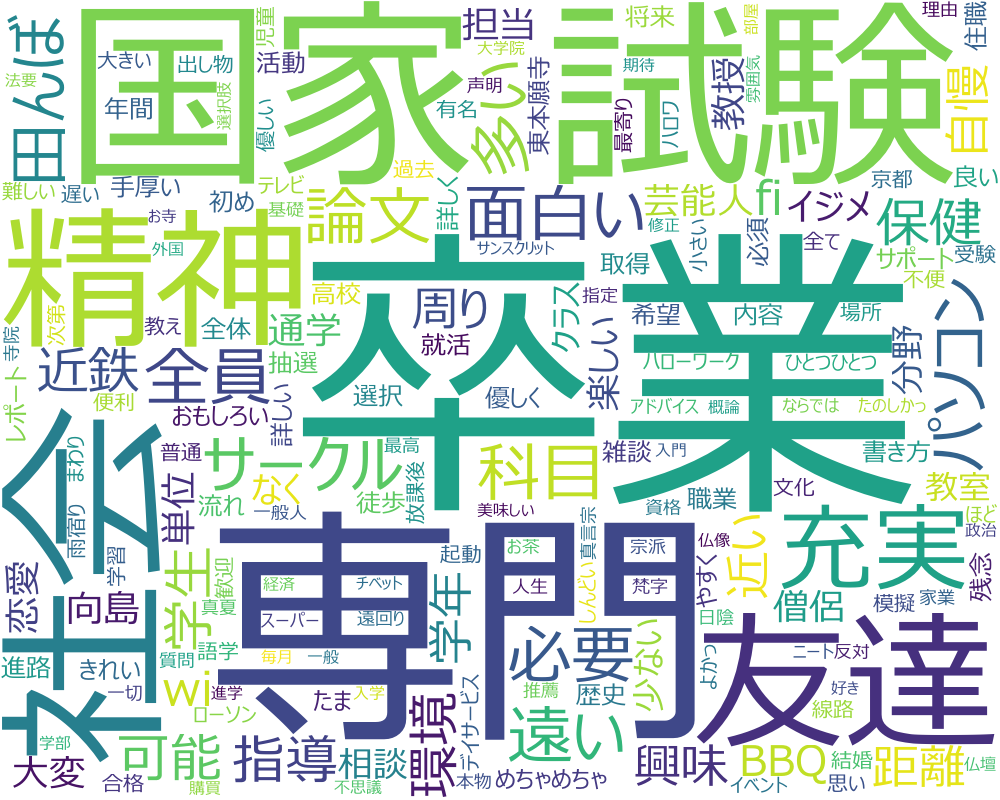 国家試験
田んぼ
法要
大きい
年間
出し物
選択肢
児童
活動
優しい
担当
大学院
多しい
声明
有名
東本願寺
期待
将来
最寄り
教授
部屋
雰囲気
ハロワ
理由
自慢
住職
難しい
遅い
手厚い
初め
テレビ
基礎
過去
詳しく
面白い
芸能人
fi
イジメ
京都
良い
保健
精神
お寺
外国
論文
サンスクリット
修正
小さい
必須
全て
サポート
受験
不便
取得
指定
卒業
高校
周り
就活
クラス
楽しい
希望
内容
場所
分野
パソコン
次第
教え
全体
通学
抽選
寺院
レポート
近鉄
全員
便利
おもしろい
詳しい
選択
優しく
ハローワーク
ひとつひとつ
アドバイス
概論
ならでは
たのしかっ
社会
まわり
雨宿り
普通
単位
サークル
最高
科目
雑談
入門
書き方
流れ
なく
一般人
徒歩
放課後
美味しい
資格
職業
文化
教室
ほど
政治
専門
学習
恋愛
向島
学生
歓迎
真夏
経済
チベット
スーパー
遠回り
起動
学年
お茶
真言宗
宗派
仏像
人生
梵字
しんどい
やすく
近い
充実
僧侶
模擬
家業
残念
日陰
進路
きれい
質問
語学
毎月
一般
必要
少ない
友達
ニート
反対
一切
wi
進学
たま
入学
ローソン
環境
デイサービス
推薦
歴史
よかっ
好き
線路
学部
大変
合格
可能
購買
指導
相談
不思議
本物
遠い
めちゃめちゃ
興味
BBQ
イベント
結婚
思い
距離
仏壇